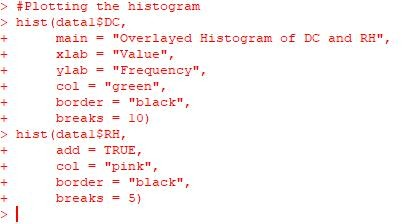 > #Plotting the histogram
> hist(data1$DC,
+      main = "Overlayed Histogram of DC and RH",
+      xlab = "Value",
+      ylab = "Frequency",
+      col = "green",
+      border = "black",
+      breaks = 10)
> hist(data1$RH,
+      add = TRUE,
+      col = "pink",
+      border = "black",
+      breaks = 5)
>